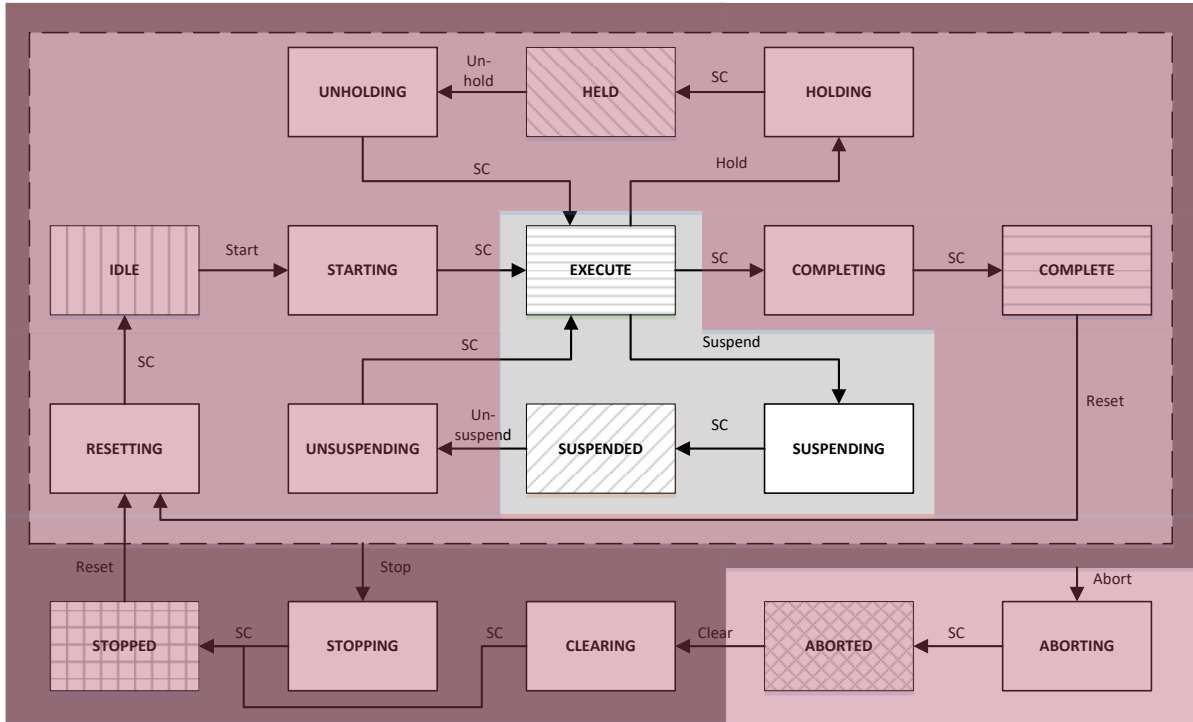 Un-
hold
SC
UNHOLDING
HELD
HOLDING
SC
Hold
Start
SC
SC
SC
IDLE
STARTING
EXECUTE
COMPLETING
COMPLETE
SC
SC
Suspend
Reset
Un-
suspend
SC
RESETTING
UNSUSPENDING
SUSPENDED
SUSPENDING
Reset
Stop
Abort
SC
SC
Clear
SC
STOPPED
STOPPING
CLEARING
ABORTED
ABORTING